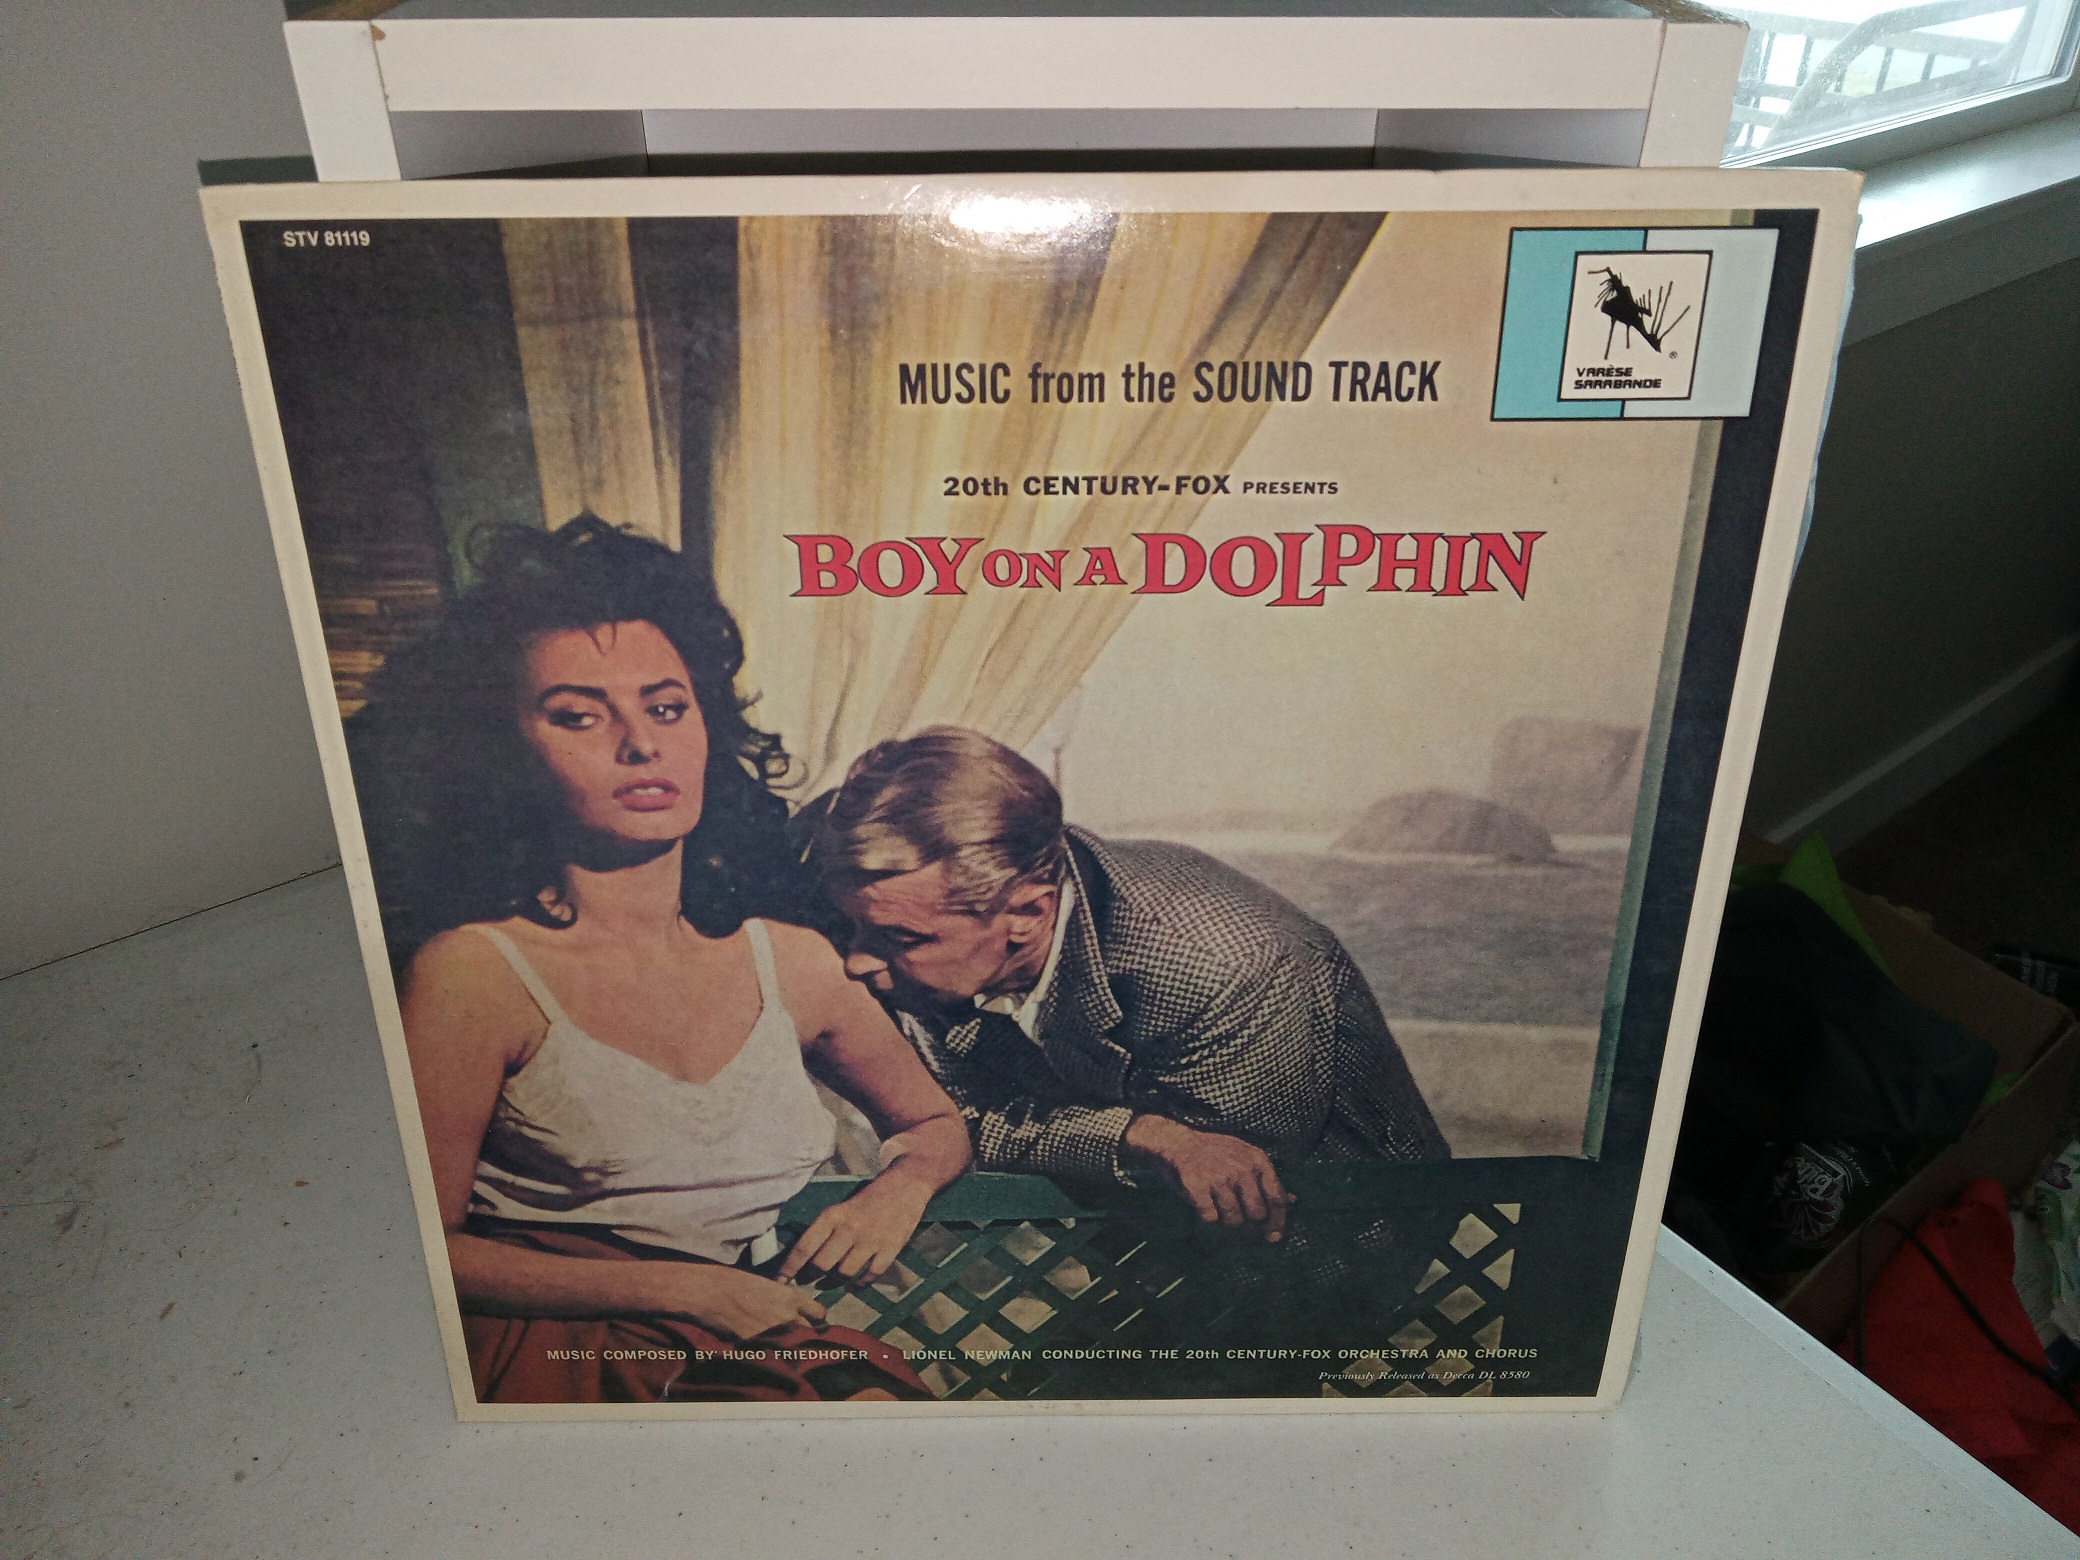 STV 81119
VARÈSE
SARABANDE
®
MUSIC from the SOUND TRACK
20th CENTURY-FOX PRESENTS
BOY ON A DOLPHIN
MUSIC COMPOSED BY HUGO FRIEDHOFER • LIONEL NEWMAN CONDUCTING THE 20th CENTURY-FOX ORCHESTRA AND CHORUS
Previously Released as Decca DL 8580